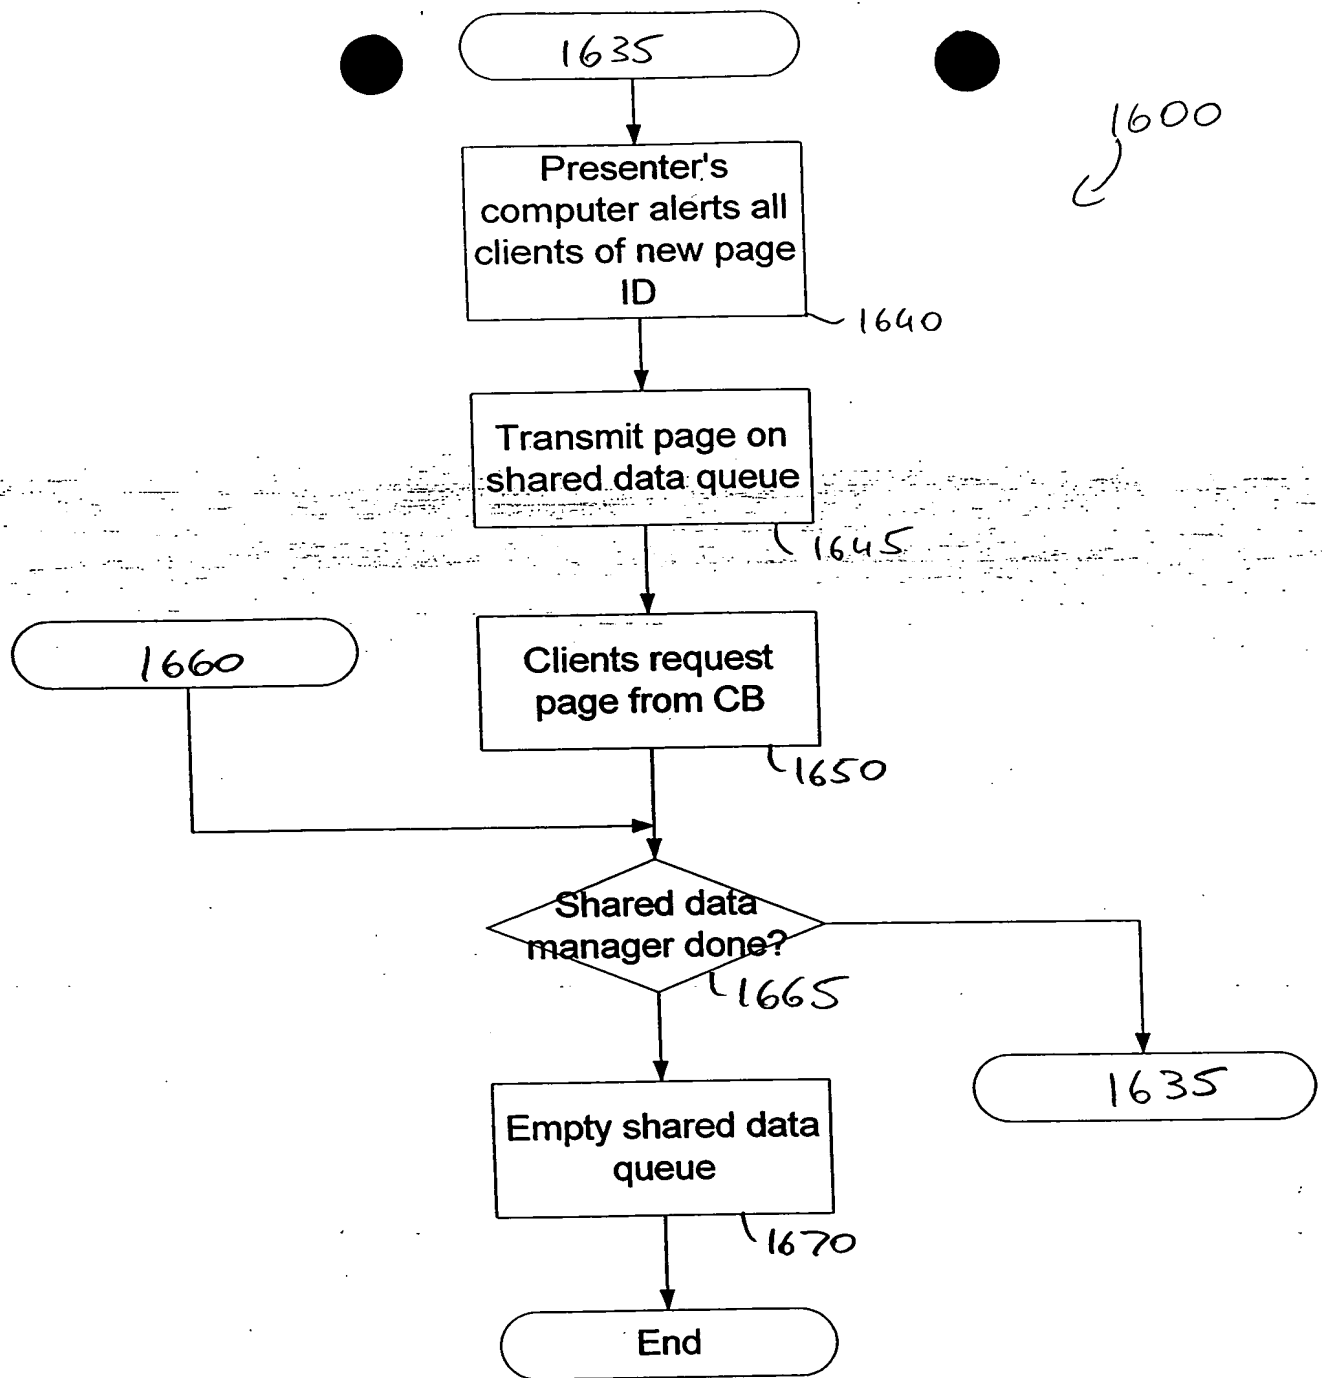 1635
1600
Presenter's
computer alerts all
clients of new page
ID
1640
Transmit page on
shared data queue
1645
1660
Clients request
page from CB
1650
Shared data
manager done?
1665
1635
Empty shared data
queue
1670
End